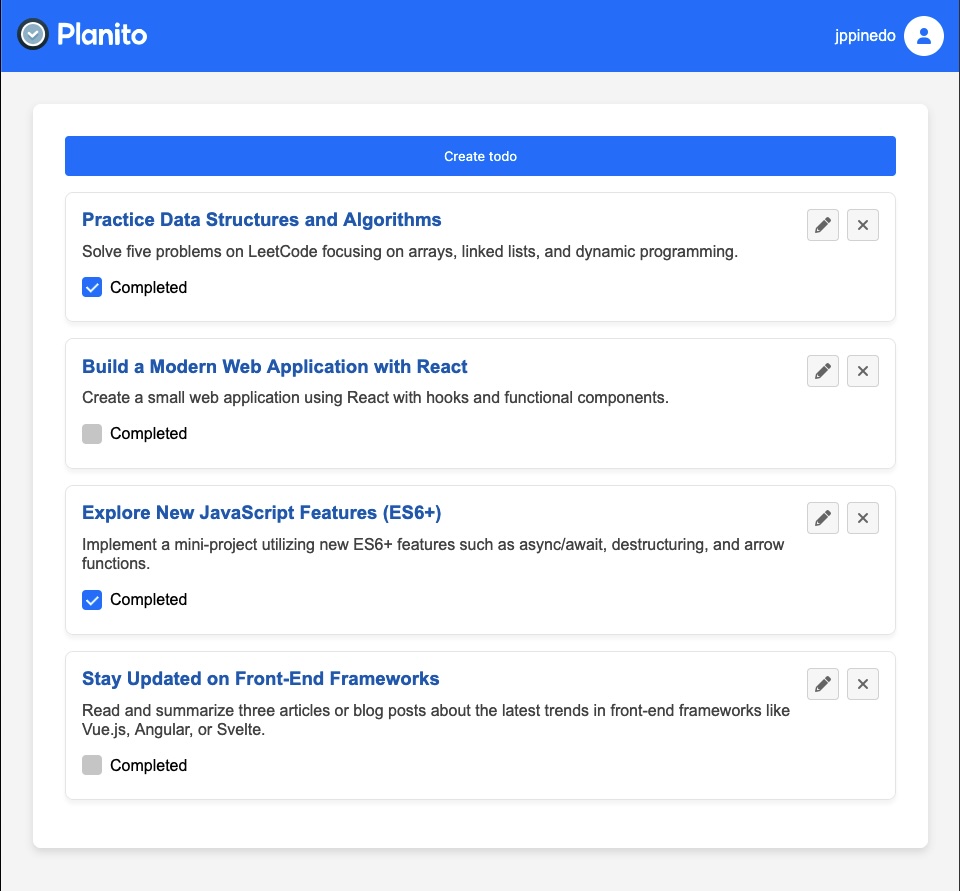 Planito
jppinedo
Create todo
Practice Data Structures and Algorithms
Solve five problems on LeetCode focusing on arrays, linked lists, and dynamic programming.
Completed
Build a Modern Web Application with React
Create a small web application using React with hooks and functional components.
Completed
Explore New JavaScript Features (ES6+)
Implement a mini-project utilizing new ES6+ features such as async/await, destructuring, and arrow
functions.
Completed
Stay Updated on Front-End Frameworks
Read and summarize three articles or blog posts about the latest trends in front-end frameworks like
Vue.js, Angular, or Svelte.
Completed